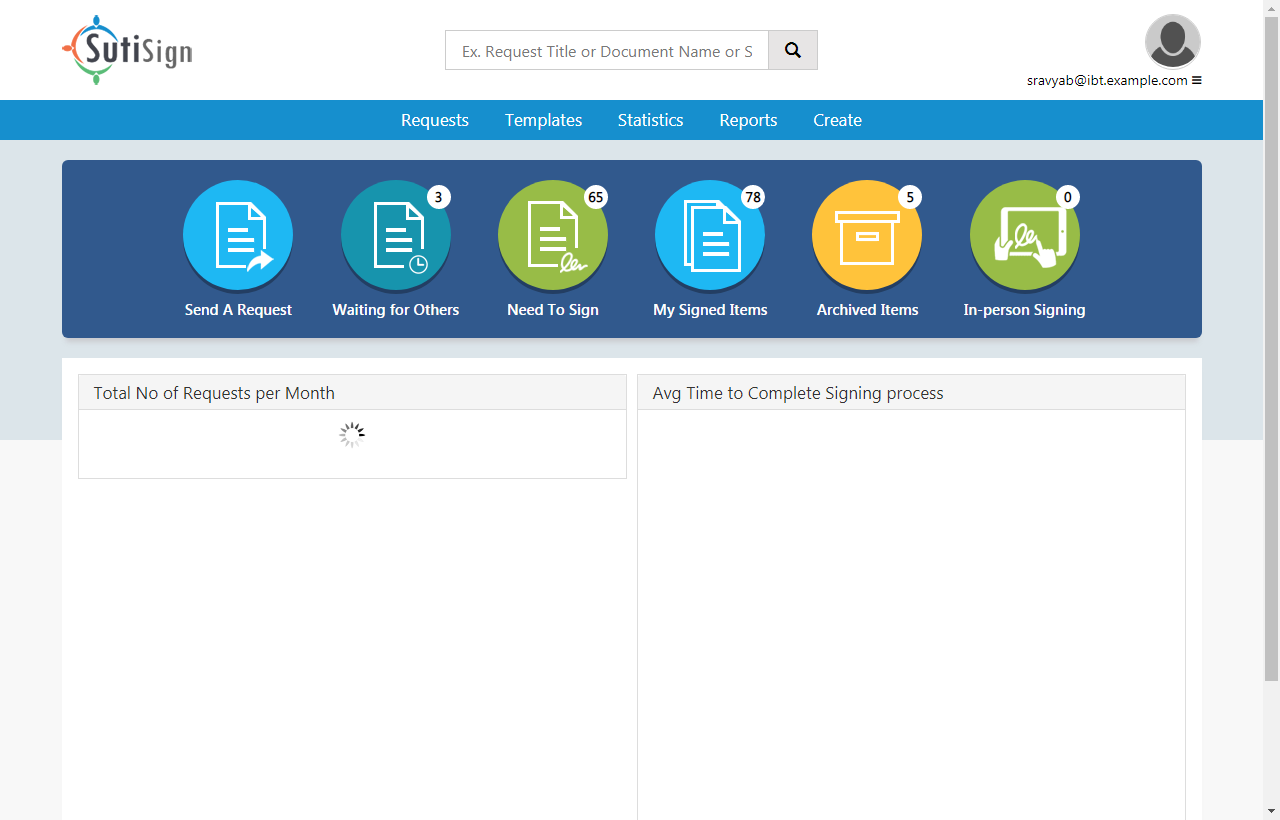 SutiSign
Ex. Request Title or Document Name or S
sravyab@ibt.example.com
Requests Templates Statistics Reports Create
3 65 78 5 0
Send A Request Waiting for Others Need To Sign My Signed Items Archived Items In-person Signing
Total No of Requests per Month
Avg Time to Complete Signing process